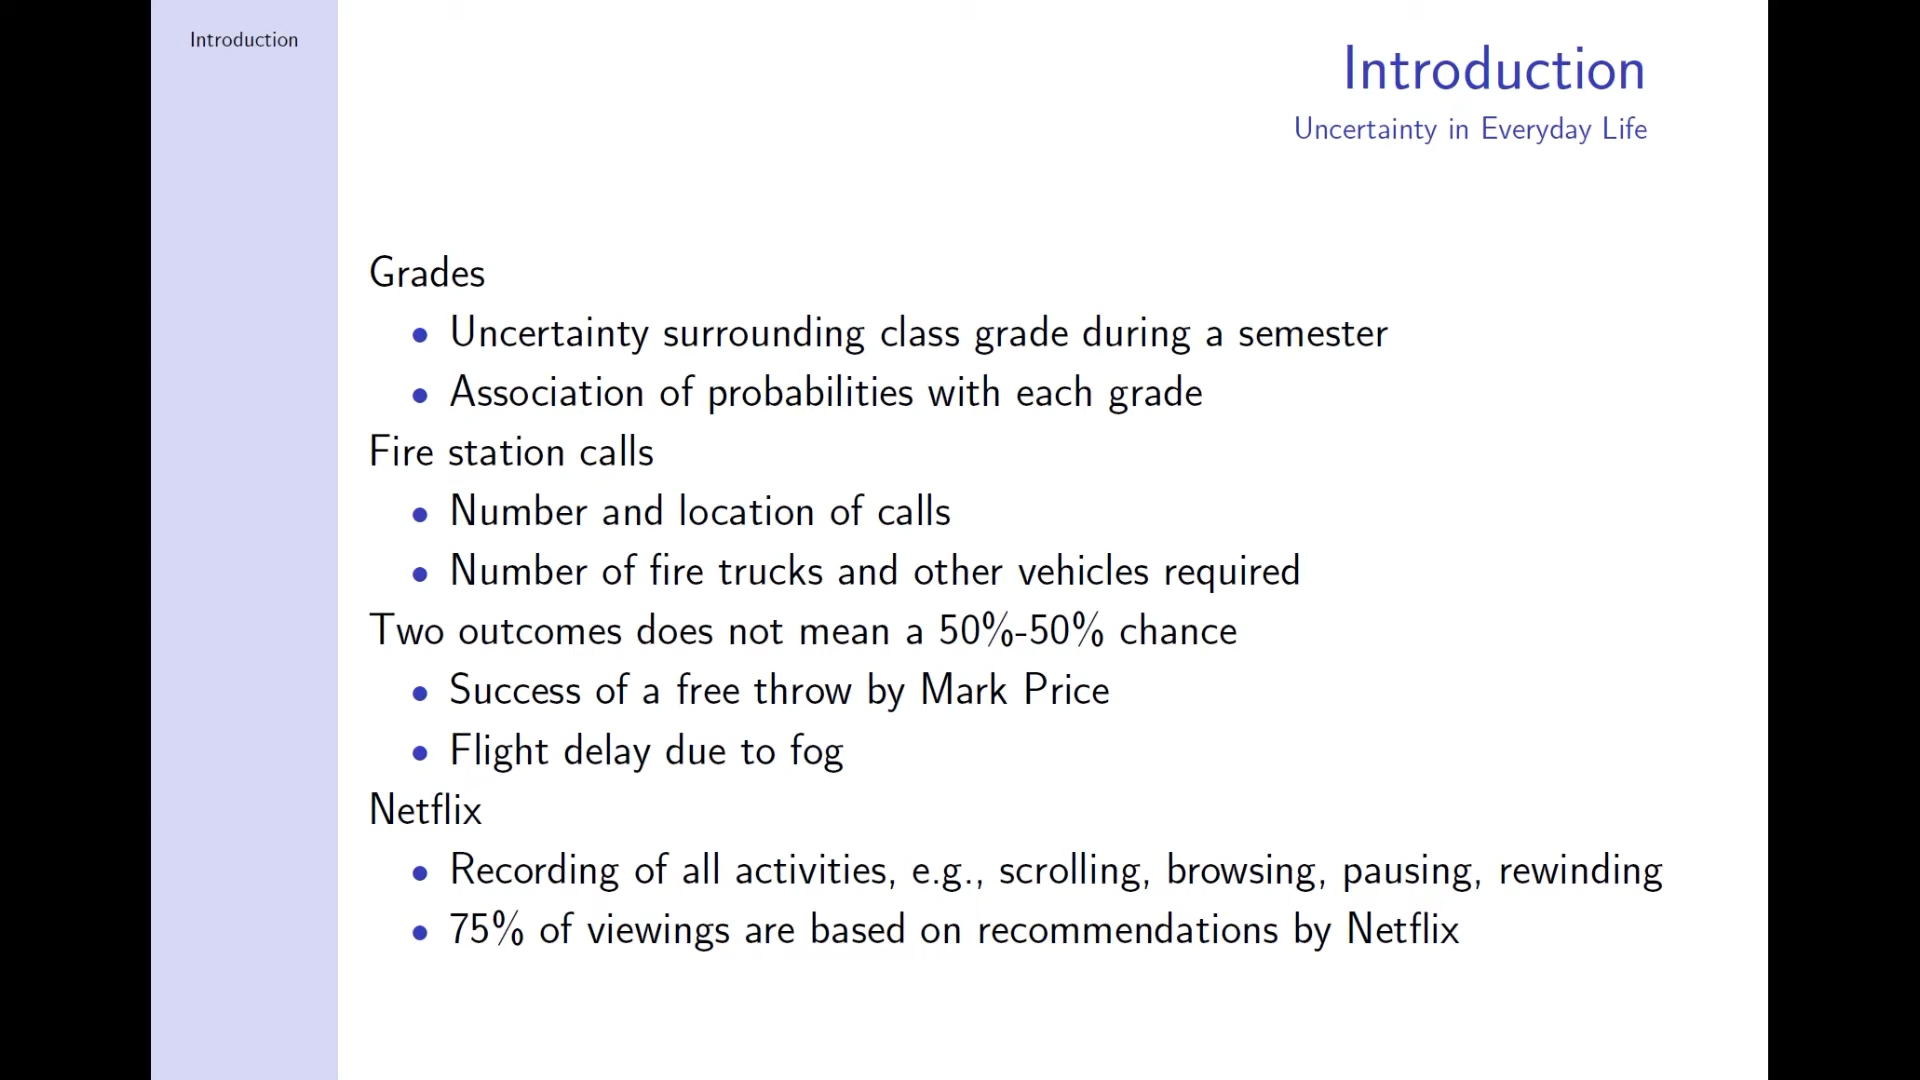 Introduction
Introduction
Uncertainty in Everyday Life
Grades
• Uncertainty surrounding class grade during a semester
• Association of probabilities with each grade
Fire station calls
• Number and location of calls
• Number of fire trucks and other vehicles required
Two outcomes does not mean a 50%-50% chance
• Success of a free throw by Mark Price
• Flight delay due to fog
Netflix
• Recording of all activities, e.g., scrolling, browsing, pausing, rewinding
• 75% of viewings are based on recommendations by Netflix